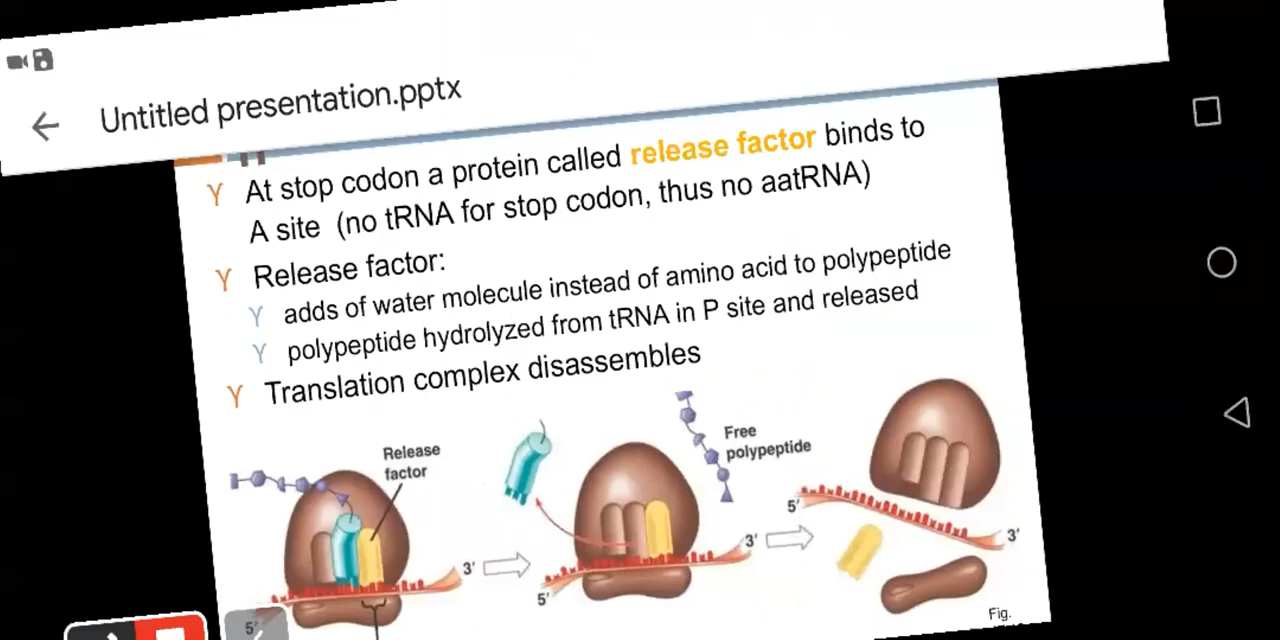 Untitled presentation.pptx
At stop codon a protein called release factor binds to
A site (no tRNA for stop codon, thus no aatRNA)
Release factor:
adds of water molecule instead of amino acid to polypeptide
polypeptide hydrolyzed from tRNA in P site and released
Translation complex disassembles
Release
factor
Free
polypeptide
5'
3'
3'
3'
5'
5'
Fig.